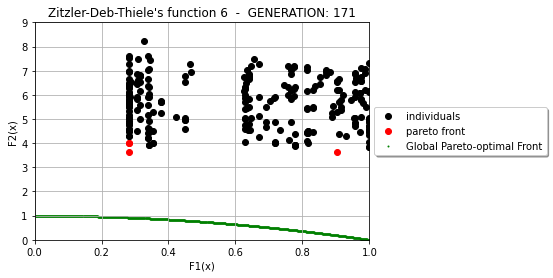 Zitzler-Deb-Thiele's function 6 - GENERATION: 171
9
8
7
6
5
4
3
2
1
0
F2(x)
0.0 0.2 0.4 0.6 0.8 1.0
F1(x)
individuals
pareto front
Global Pareto-optimal Front